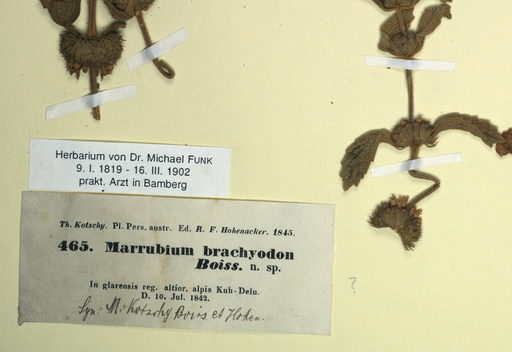 Herbarium von Dr. Michael FUNK
9. I. 1819 - 16. III. 1902
prakt. Arzt in Bamberg
Th. Kotschy. Pl. Pers. austr. Ed. R. F. Hohenacker. 1845.
465. Marrubium brachyodon
Boiss. n. sp.
In glareosis reg. altior. alpis Kuh-Delu.
D. 10. Jul. 1842.
Syn: M. Kotschy Boiss et Hohen.
?